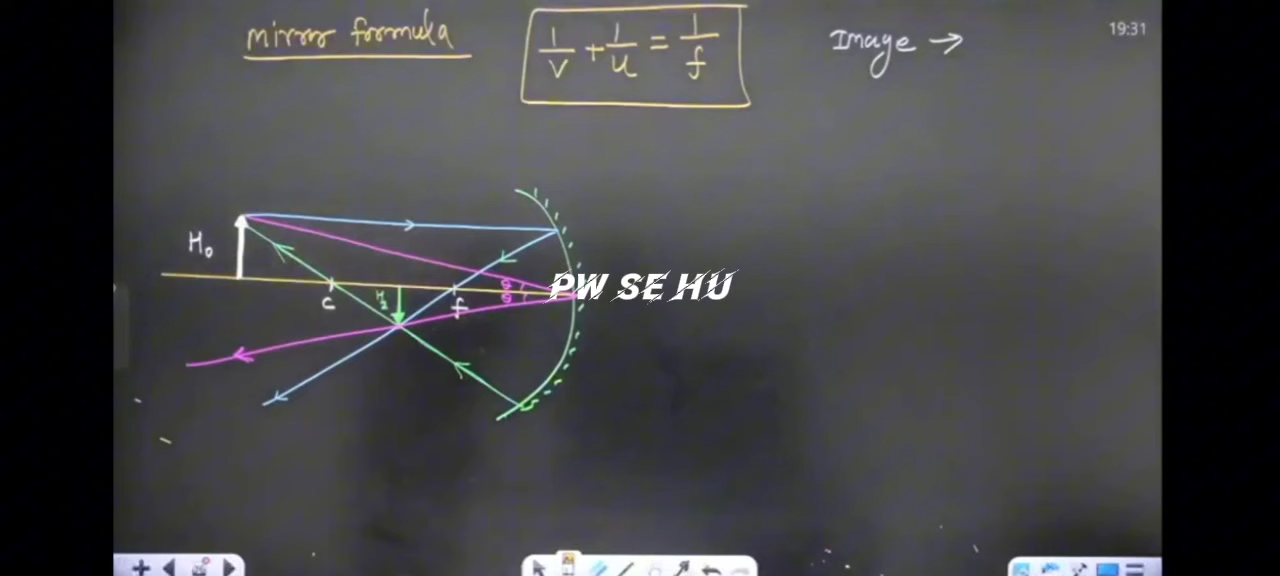 mirror formula
1/v + 1/u = 1/f
Image →
19:31
H₀
C
f
θ
θ
PW SE HU